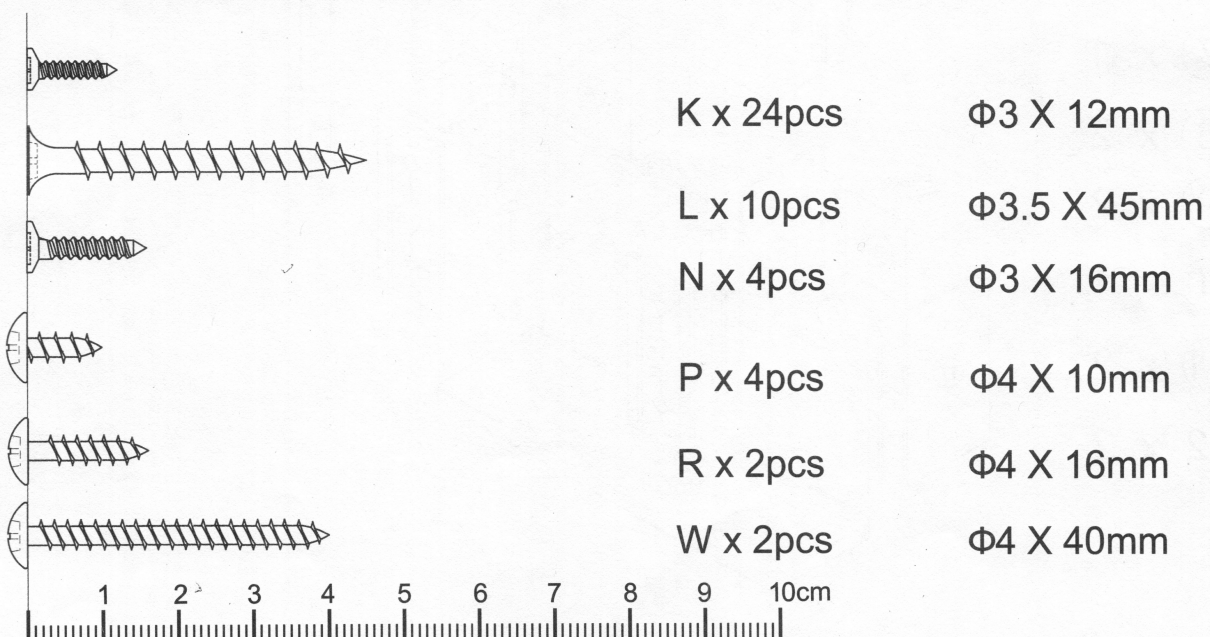 K x 24pcs Φ3 X 12mm
L x 10pcs Φ3.5 X 45mm
N x 4pcs Φ3 X 16mm
P x 4pcs Φ4 X 10mm
R x 2pcs Φ4 X 16mm
W x 2pcs Φ4 X 40mm
1 2 3 4 5 6 7 8 9 10cm